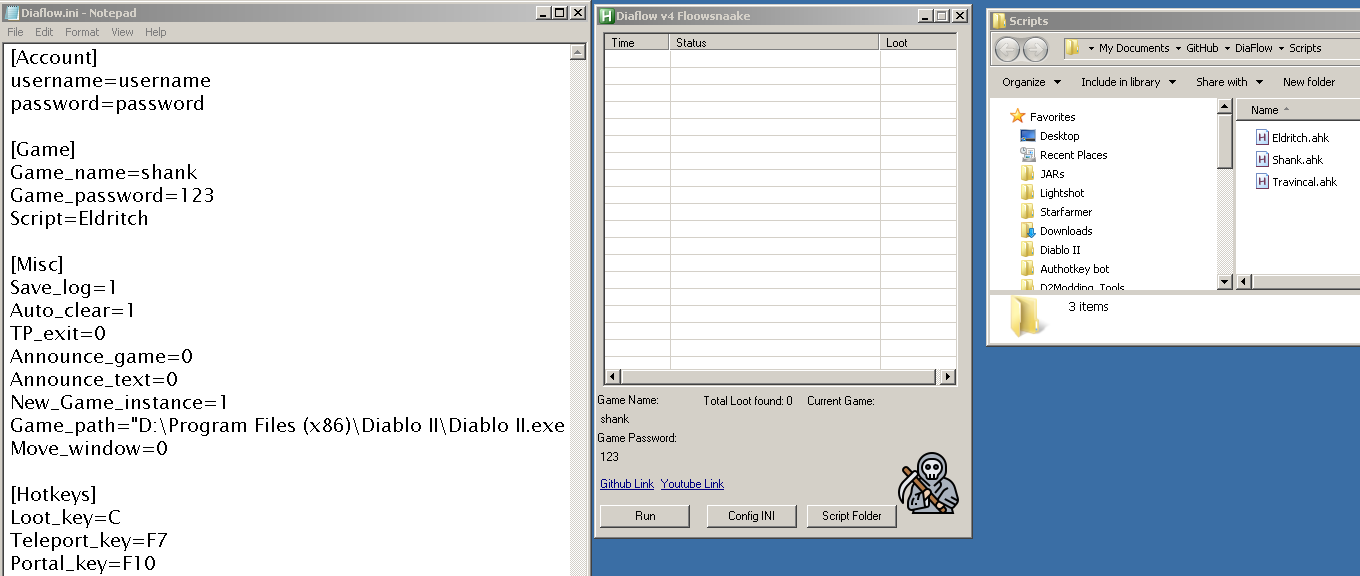 Diaflow.ini - Notepad
File Edit Format View Help
[Account]
username=username
password=password
[Game]
Game_name=shank
Game_password=123
Script=Eldritch
[Misc]
Save_log=1
Auto_clear=1
TP_exit=0
Announce_game=0
Announce_text=0
New_Game_instance=1
Game_path="D:\Program Files (x86)\Diablo II\Diablo II.exe
Move_window=0
[Hotkeys]
Loot_key=C
Teleport_key=F7
Portal_key=F10
H Diaflow v4 Floowsnaake
Time Status Loot
Game Name: Total Loot found: 0 Current Game:
shank
Game Password:
123
Github Link Youtube Link
Run Config INI Script Folder
Scripts
My Documents GitHub DiaFlow Scripts
Organize Include in library Share with New folder
Favorites
Desktop
Recent Places
JARs
Lightshot
Starfarmer
Downloads
Diablo II
Authotkey bot
D2Modding_Tools
Name
H Eldritch.ahk
H Shank.ahk
H Travincal.ahk
3 items